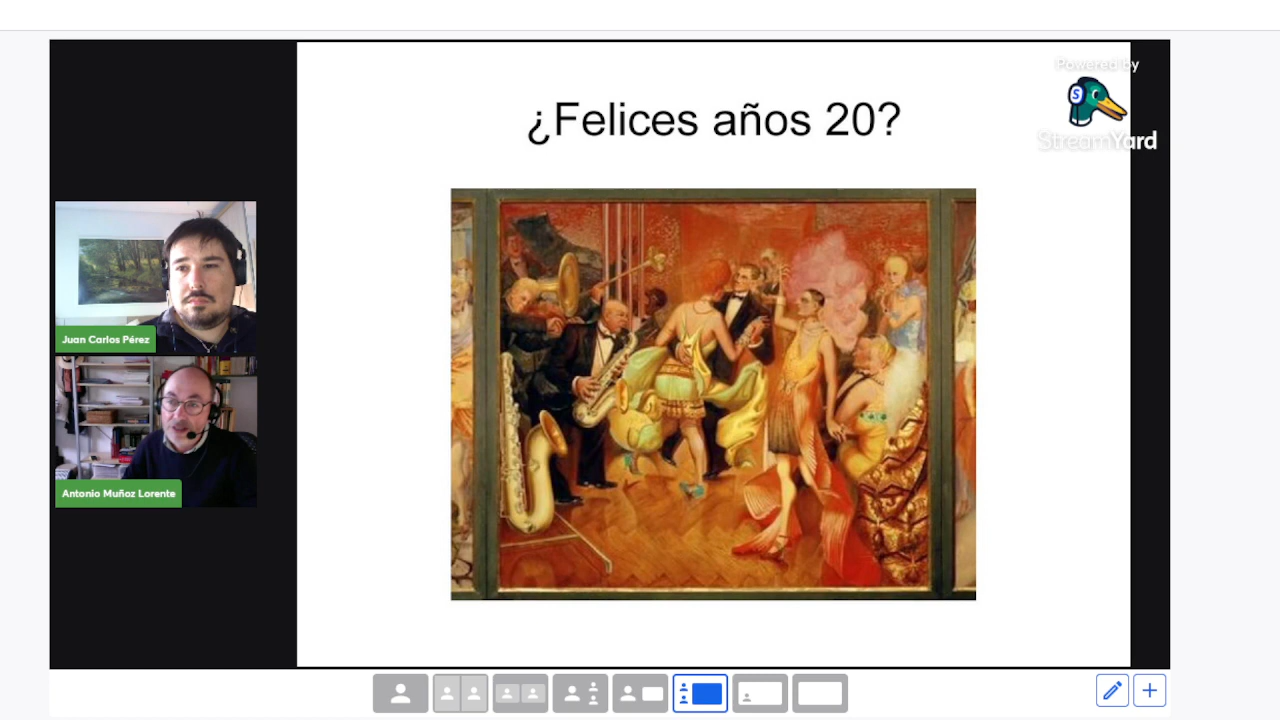 ¿Felices años 20?
Powered by
S
StreamYard
Juan Carlos Pérez
Antonio Muñoz Lorente